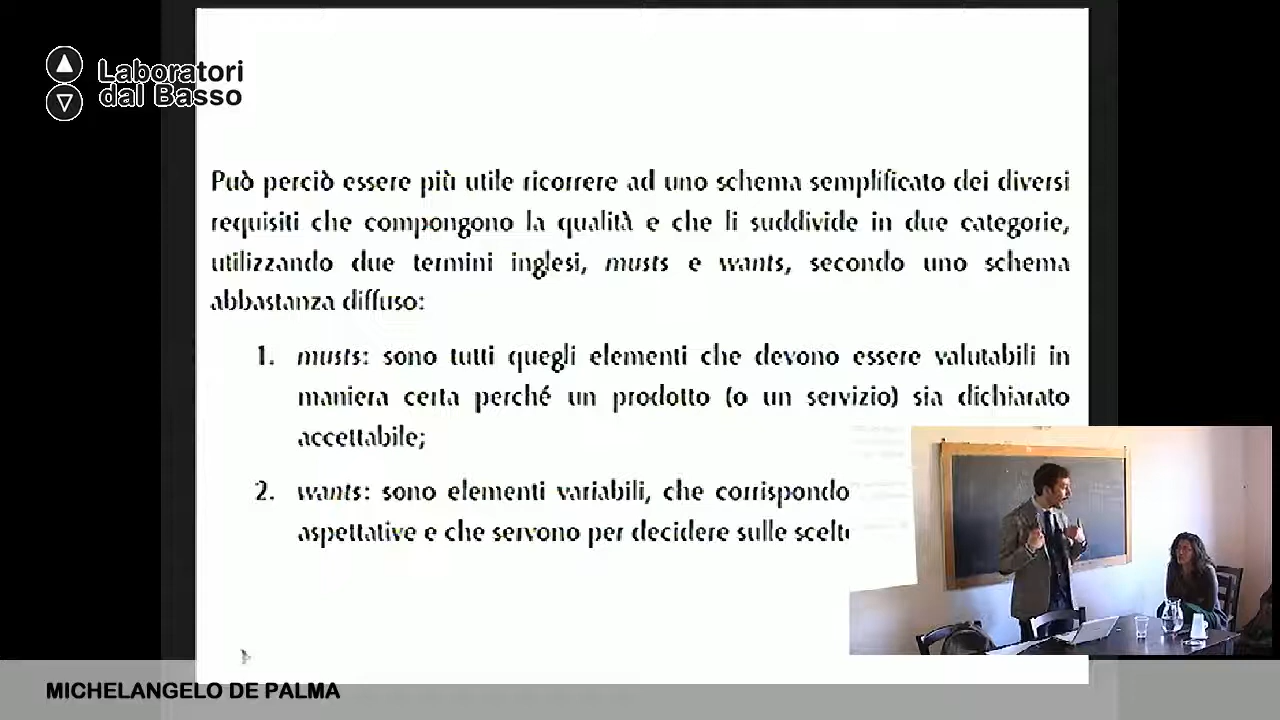 Laboratori
dal Basso
Può perciò essere più utile ricorrere ad uno schema semplificato dei diversi
requisiti che compongono la qualità e che li suddivide in due categorie,
utilizzando due termini inglesi, musts e wants, secondo uno schema
abbastanza diffuso:
1. musts: sono tutti quegli elementi che devono essere valutabili in
maniera certa perché un prodotto (o un servizio) sia dichiarato
accettabile;
2. wants: sono elementi variabili, che corrispondo
aspettative e che servono per decidere sulle scelt
MICHELANGELO DE PALMA